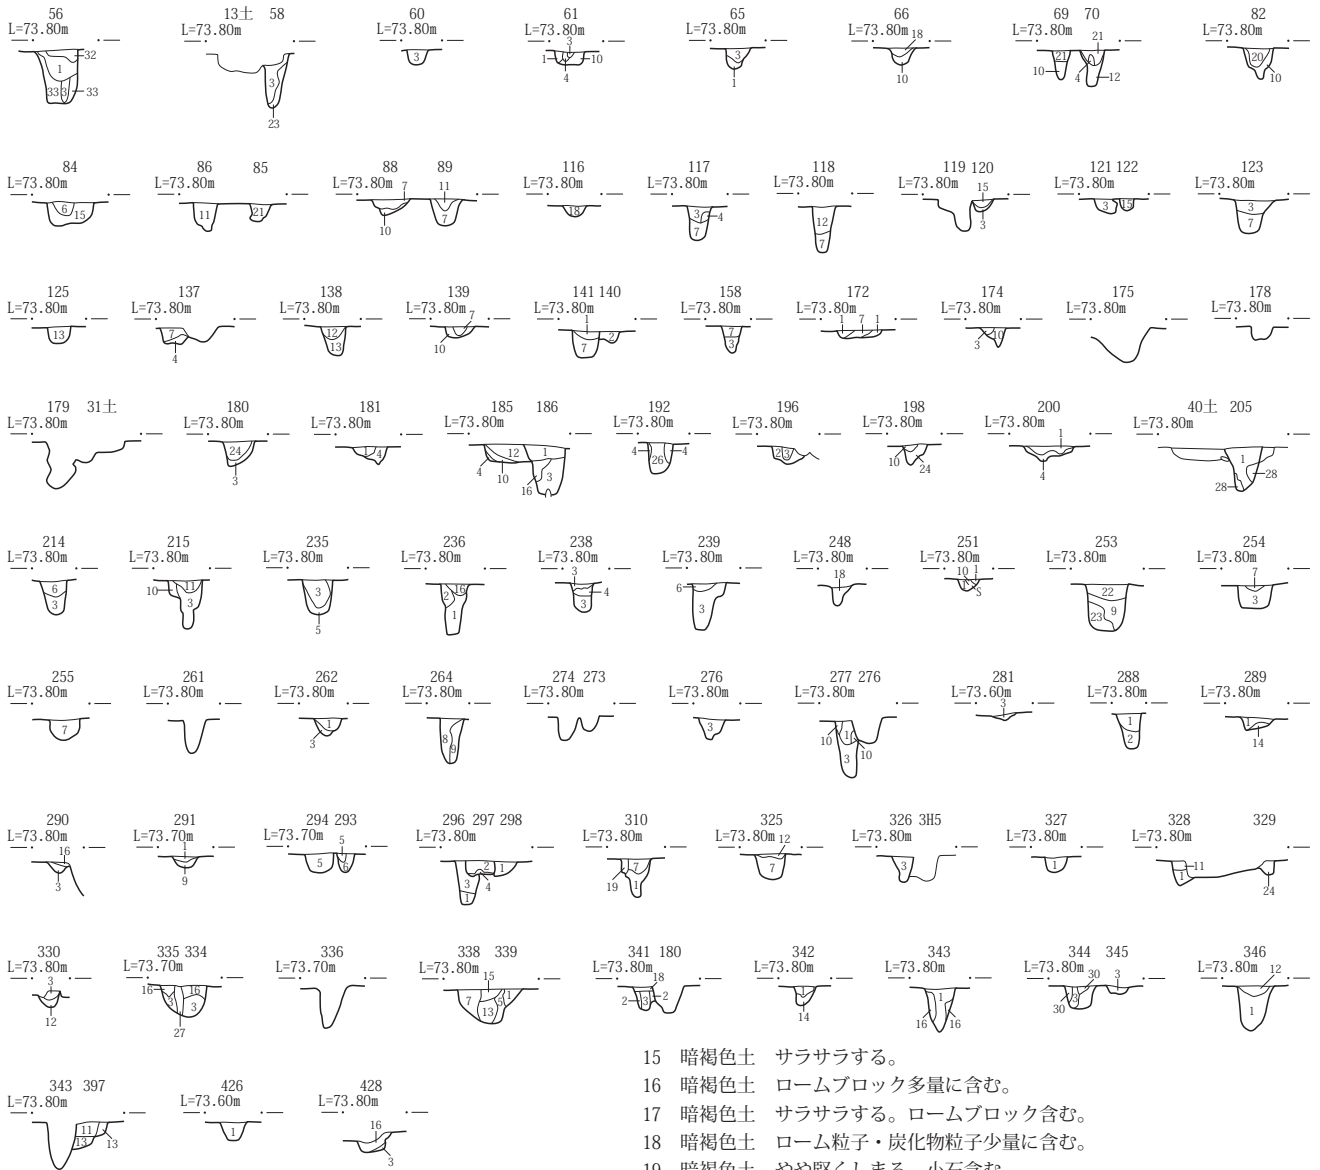 56 13土 58 60 61 65 66 69 70 82
L=73.80m L=73.80m L=73.80m L=73.80m L=73.80m L=73.80m L=73.80m L=73.80m
32 1 33 3 33 3 23 3 3 1 10 4 3 1 18 10 21 21 10 4 12 20 10
84 86 85 88 89 116 117 118 119 120 121 122 123
L=73.80m L=73.80m L=73.80m L=73.80m L=73.80m L=73.80m L=73.80m L=73.80m L=73.80m
6 15 11 21 7 10 11 7 18 3 4 7 12 7 15 3 3 15 3 7
125 137 138 139 141 140 158 172 174 175 178
L=73.80m L=73.80m L=73.80m L=73.80m L=73.80m L=73.80m L=73.80m L=73.80m L=73.80m L=73.80m
13 7 4 12 13 7 10 1 7 2 7 3 1 7 1 3 10
179 31土 180 181 185 186 192 196 198 200 40土 205
L=73.80m L=73.80m L=73.80m L=73.80m L=73.80m L=73.80m L=73.80m L=73.80m L=73.80m
24 3 1 4 4 10 12 1 16 3 4 26 4 2 3 10 24 1 4 1 28 28
214 215 235 236 238 239 248 251 253 254
L=73.80m L=73.80m L=73.80m L=73.80m L=73.80m L=73.80m L=73.80m L=73.80m L=73.80m L=73.80m
6 3 10 11 3 3 5 2 16 1 3 4 3 6 3 18 10 1 1 S 22 9 23 7 3
255 261 262 264 274 273 276 277 276 281 288 289
L=73.80m L=73.80m L=73.80m L=73.80m L=73.80m L=73.80m L=73.80m L=73.60m L=73.80m L=73.80m
7 1 3 8 9 3 10 1 10 3 3 1 2 1 14
290 291 294 293 296 297 298 310 325 326 3H5 327 328 329
L=73.80m L=73.70m L=73.70m L=73.80m L=73.80m L=73.80m L=73.80m L=73.80m L=73.80m
16 3 1 9 5 5 6 3 1 2 4 1 7 19 1 12 7 3 1 11 1 24
330 335 334 336 338 339 341 180 342 343 344 345 346
L=73.80m L=73.70m L=73.70m L=73.80m L=73.80m L=73.80m L=73.80m L=73.80m L=73.80m
3 12 16 3 16 3 27 15 7 13 5 1 18 2 3 2 1 14 1 16 16 30 3 30 3 12 1
15 暗褐色土 サラサラする。
16 暗褐色土 ロームブロック多量に含む。
343 397 426 428
L=73.80m L=73.60m L=73.80m
17 暗褐色土 サラサラする。ロームブロック含む。
11 13 13 1 16 3
18 暗褐色土 ローム粒子・炭化物粒子少量に含む。
19 暗褐色土 やや堅くしまる。小石含む。